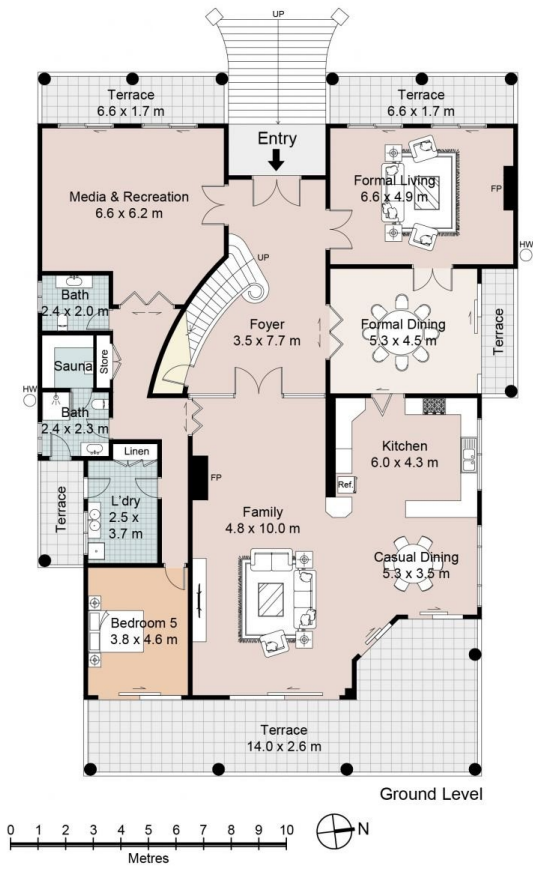 UP
Terrace
6.6 x 1.7 m
Terrace
6.6 x 1.7 m
Entry
Media & Recreation
6.6 x 6.2 m
Formal Living
6.6 x 4.9 m
FP
HW
UP
Bath
2.4 x 2.0 m
Foyer
3.5 x 7.7 m
Formal Dining
5.3 x 4.5 m
Terrace
Sauna
Store
HW
Bath
2.4 x 2.3 m
Linen
Kitchen
6.0 x 4.3 m
Ref.
FP
Terrace
L'dry
2.5 x
3.7 m
Family
4.8 x 10.0 m
Casual Dining
5.3 x 3.5 m
Bedroom 5
3.8 x 4.6 m
Terrace
14.0 x 2.6 m
Ground Level
0 1 2 3 4 5 6 7 8 9 10
Metres
N